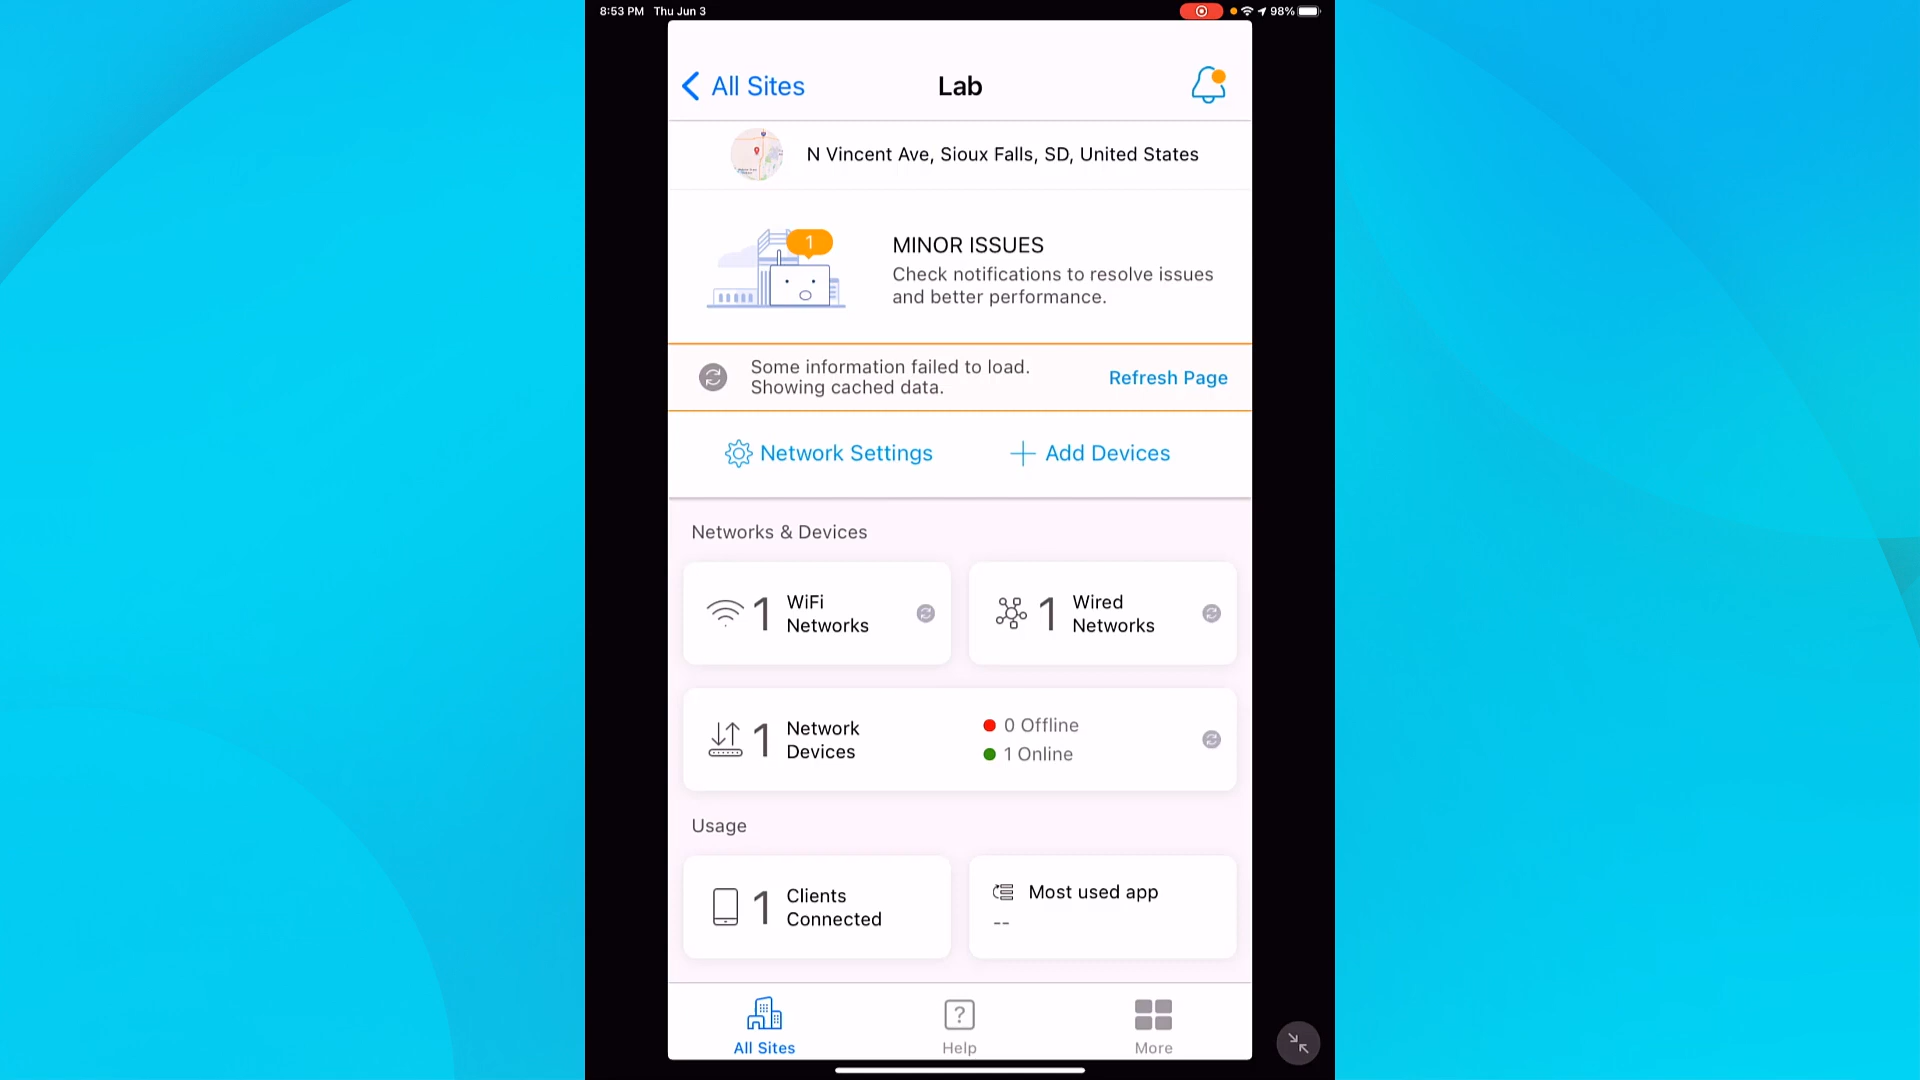 8:53 PM Thu Jun 3
98%
All Sites
Lab
N Vincent Ave, Sioux Falls, SD, United States
1
MINOR ISSUES
Check notifications to resolve issues
and better performance.
Some information failed to load.
Showing cached data.
Refresh Page
Network Settings
Add Devices
Networks & Devices
1 WiFi
Networks
1 Wired
Networks
1 Network
Devices
0 Offline
1 Online
Usage
1 Clients
Connected
Most used app
--
All Sites
?
Help
More